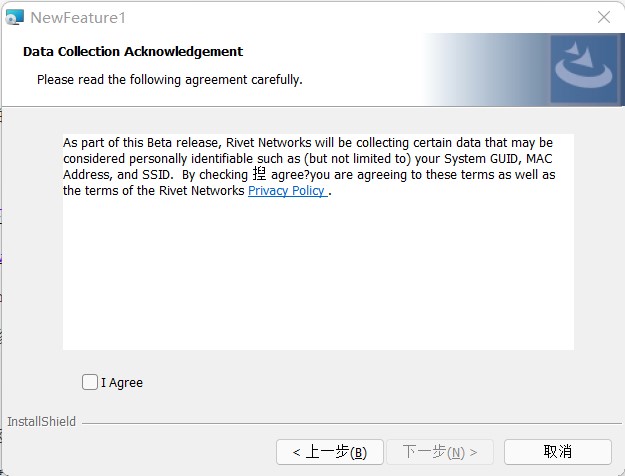 NewFeature1
Data Collection Acknowledgement
Please read the following agreement carefully.
As part of this Beta release, Rivet Networks will be collecting certain data that may be
considered personally identifiable such as (but not limited to) your System GUID, MAC
Address, and SSID.  By checking 揑 agree?you are agreeing to these terms as well as
the terms of the Rivet Networks Privacy Policy .
I Agree
InstallShield
< 上一步(B)
下一步(N) >
取消